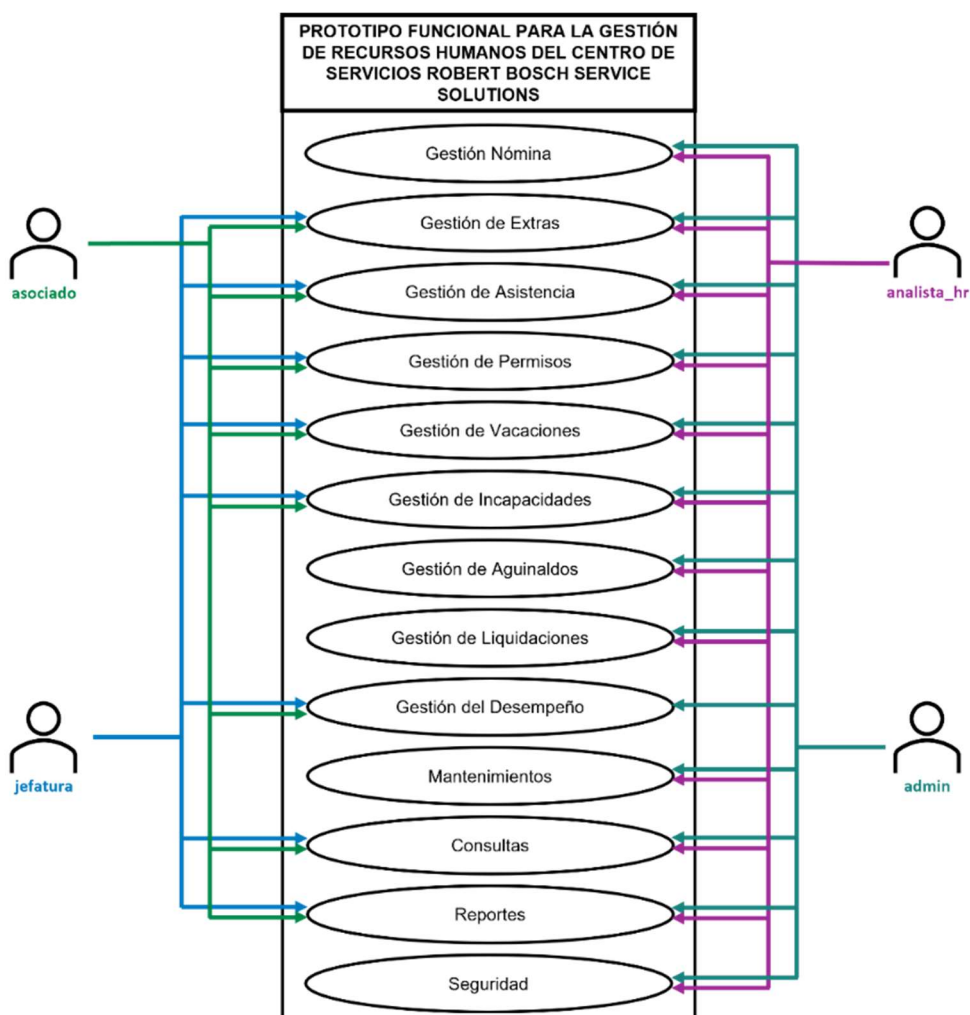 PROTOTIPO FUNCIONAL PARA LA GESTIÓN
DE RECURSOS HUMANOS DEL CENTRO DE
SERVICIOS ROBERT BOSCH SERVICE
SOLUTIONS
Gestión Nómina
Gestión de Extras
asociado
analista_hr
Gestión de Asistencia
Gestión de Permisos
Gestión de Vacaciones
Gestión de Incapacidades
Gestión de Aguinaldos
Gestión de Liquidaciones
Gestión del Desempeño
jefatura
admin
Mantenimientos
Consultas
Reportes
Seguridad